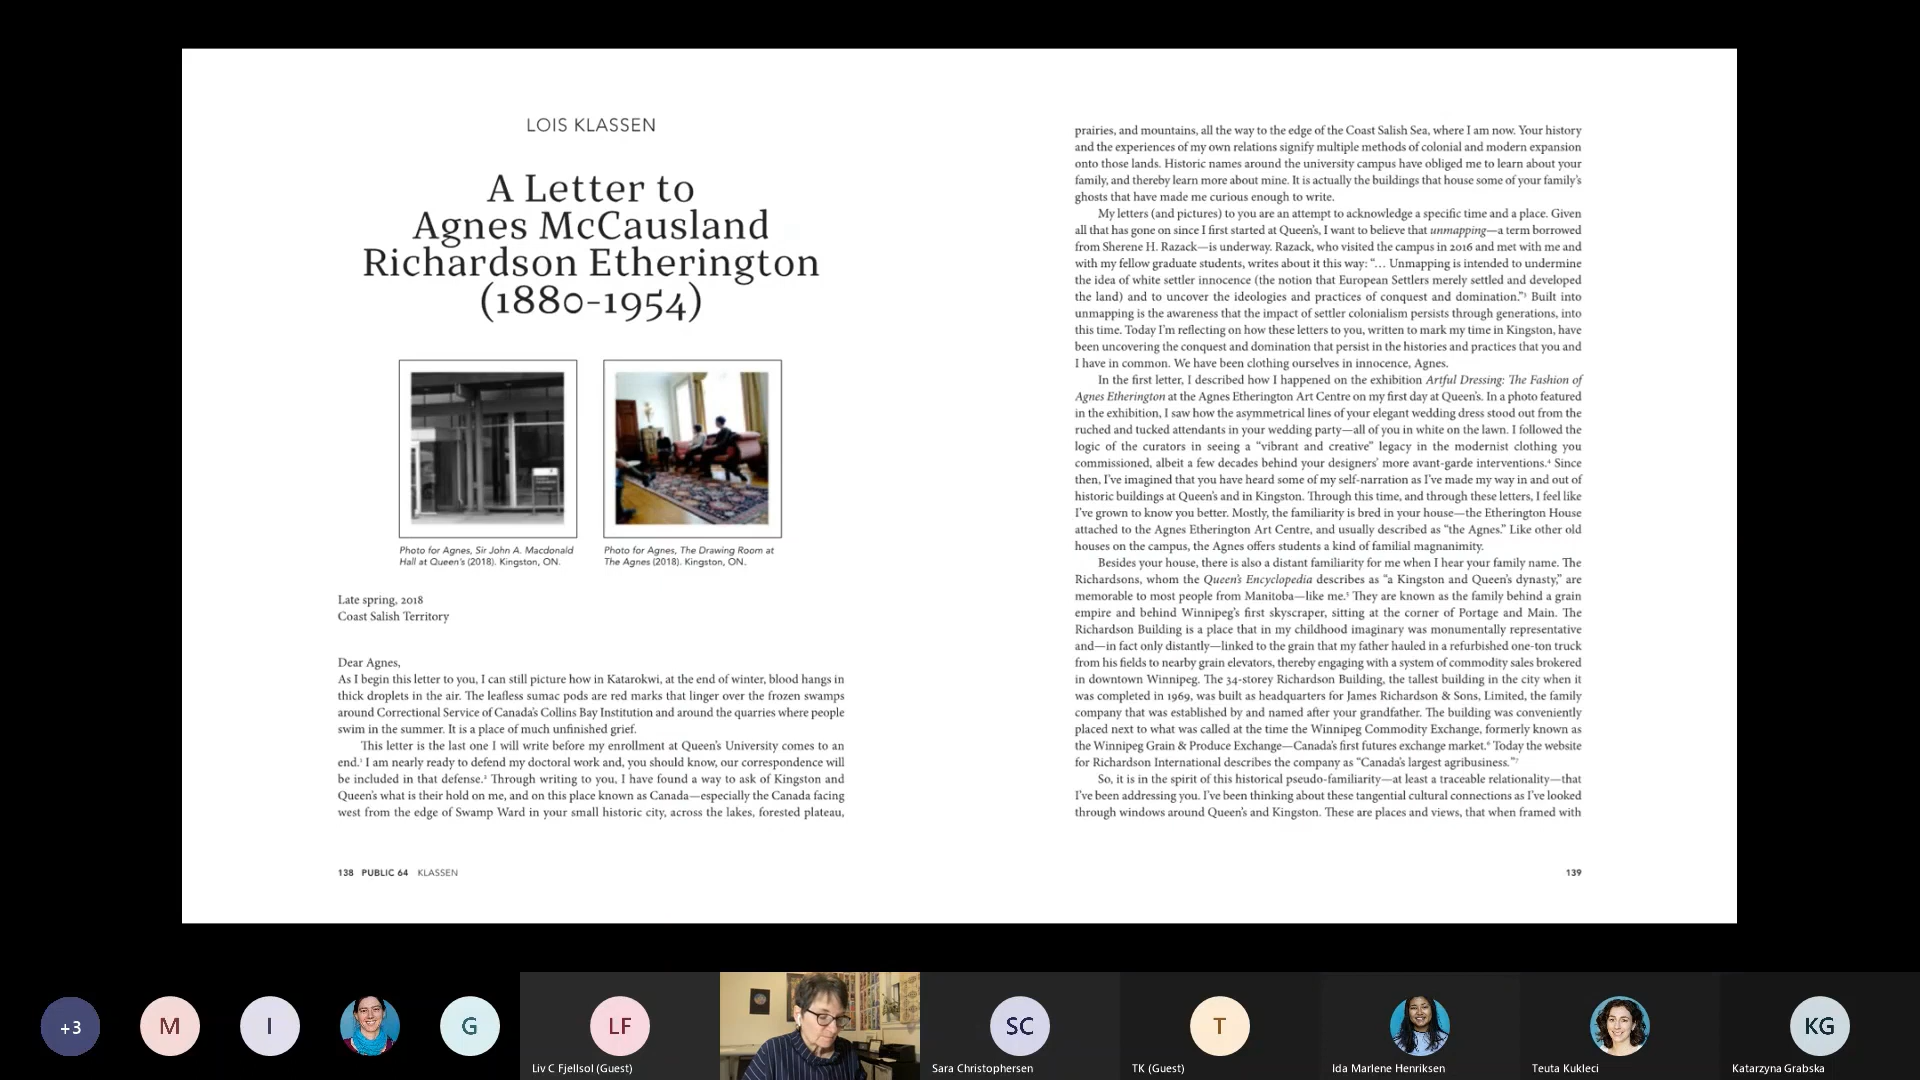 LOIS KLASSEN
A Letter to
Agnes McCausland
Richardson Etherington
(1880-1954)
Photo for Agnes, Sir John A. Macdonald
Hall at Queen's (2018). Kingston, ON.
Photo for Agnes, The Drawing Room at
The Agnes (2018). Kingston, ON.
Late spring, 2018
Coast Salish Territory
Dear Agnes,
As I begin this letter to you, I can still picture how in Katarokwi, at the end of winter, blood hangs in
thick droplets in the air. The leafless sumac pods are red marks that linger over the frozen swamps
around Correctional Service of Canada's Collins Bay Institution and around the quarries where people
swim in the summer. It is a place of much unfinished grief.
This letter is the last one I will write before my enrollment at Queen's University comes to an
end.¹ I am nearly ready to defend my doctoral work and, you should know, our correspondence will
be included in that defense.² Through writing to you, I have found a way to ask of Kingston and
Queen's what is their hold on me, and on this place known as Canada—especially the Canada facing
west from the edge of Swamp Ward in your small historic city, across the lakes, forested plateau,
138 PUBLIC 64 KLASSEN
prairies, and mountains, all the way to the edge of the Coast Salish Sea, where I am now. Your history
and the experiences of my own relations signify multiple methods of colonial and modern expansion
onto those lands. Historic names around the university campus have obliged me to learn about your
family, and thereby learn more about mine. It is actually the buildings that house some of your family's
ghosts that have made me curious enough to write.
My letters (and pictures) to you are an attempt to acknowledge a specific time and a place. Given
all that has gone on since I first started at Queen's, I want to believe that unmapping—a term borrowed
from Sherene H. Razack—is underway. Razack, who visited the campus in 2016 and met with me and
with my fellow graduate students, writes about it this way: “… Unmapping is intended to undermine
the idea of white settler innocence (the notion that European Settlers merely settled and developed
the land) and to uncover the ideologies and practices of conquest and domination.”³ Built into
unmapping is the awareness that the impact of settler colonialism persists through generations, into
this time. Today I'm reflecting on how these letters to you, written to mark my time in Kingston, have
been uncovering the conquest and domination that persist in the histories and practices that you and
I have in common. We have been clothing ourselves in innocence, Agnes.
In the first letter, I described how I happened on the exhibition Artful Dressing: The Fashion of
Agnes Etherington at the Agnes Etherington Art Centre on my first day at Queen's. In a photo featured
in the exhibition, I saw how the asymmetrical lines of your elegant wedding dress stood out from the
ruched and tucked attendants in your wedding party—all of you in white on the lawn. I followed the
logic of the curators in seeing a “vibrant and creative” legacy in the modernist clothing you
commissioned, albeit a few decades behind your designers' more avant-garde interventions.⁴ Since
then, I've imagined that you have heard some of my self-narration as I've made my way in and out of
historic buildings at Queen's and in Kingston. Through this time, and through these letters, I feel like
I've grown to know you better. Mostly, the familiarity is bred in your house—the Etherington House
attached to the Agnes Etherington Art Centre, and usually described as “the Agnes.” Like other old
houses on the campus, the Agnes offers students a kind of familial magnanimity.
Besides your house, there is also a distant familiarity for me when I hear your family name. The
Richardsons, whom the Queen's Encyclopedia describes as “a Kingston and Queen's dynasty,” are
memorable to most people from Manitoba—like me.⁵ They are known as the family behind a grain
empire and behind Winnipeg's first skyscraper, sitting at the corner of Portage and Main. The
Richardson Building is a place that in my childhood imaginary was monumentally representative
and—in fact only distantly—linked to the grain that my father hauled in a refurbished one-ton truck
from his fields to nearby grain elevators, thereby engaging with a system of commodity sales brokered
in downtown Winnipeg. The 34-storey Richardson Building, the tallest building in the city when it
was completed in 1969, was built as headquarters for James Richardson & Sons, Limited, the family
company that was established by and named after your grandfather. The building was conveniently
placed next to what was called at the time the Winnipeg Commodity Exchange, formerly known as
the Winnipeg Grain & Produce Exchange—Canada's first futures exchange market.⁶ Today the website
for Richardson International describes the company as “Canada's largest agribusiness.”⁷
So, it is in the spirit of this historical pseudo-familiarity—at least a traceable relationality—that
I've been addressing you. I've been thinking about these tangential cultural connections as I've looked
through windows around Queen's and Kingston. These are places and views, that when framed with
139
+3
M
I
G
LF
SC
T
KG
Liv C Fjellsol (Guest)
Sara Christophersen
TK (Guest)
Ida Marlene Henriksen
Teuta Kukleci
Katarzyna Grabska